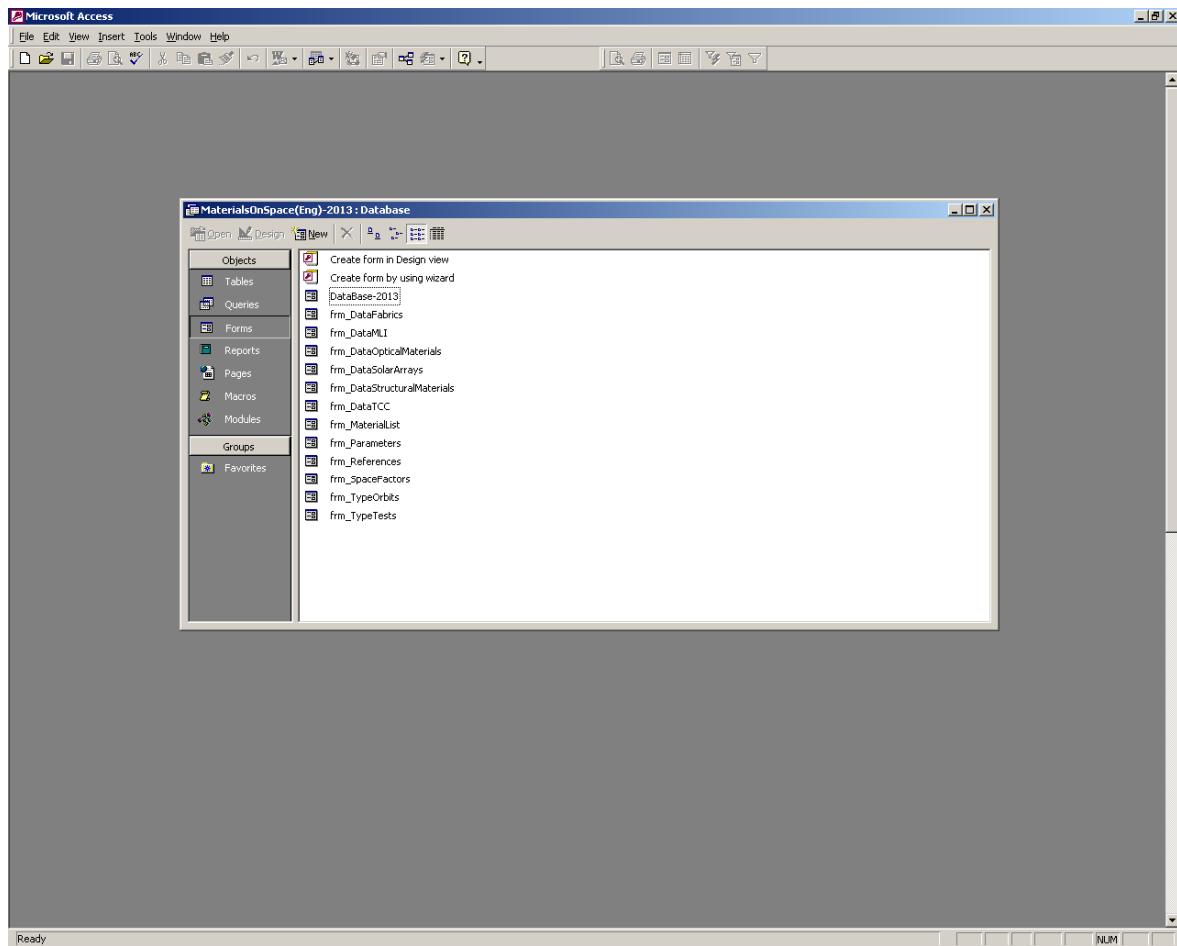 Microsoft Access
File Edit View Insert Tools Window Help
MaterialsOnSpace(Eng)-2013 : Database
Open Design New
Objects
Tables
Queries
Forms
Reports
Pages
Macros
Modules
Groups
Favorites
Create form in Design view
Create form by using wizard
DataBase-2013
frm_DataFabrics
frm_DataMLI
frm_DataOpticalMaterials
frm_DataSolarArrays
frm_DataStructuralMaterials
frm_DataTCC
frm_MaterialList
frm_Parameters
frm_References
frm_SpaceFactors
frm_TypeOrbits
frm_TypeTests
Ready
NUM